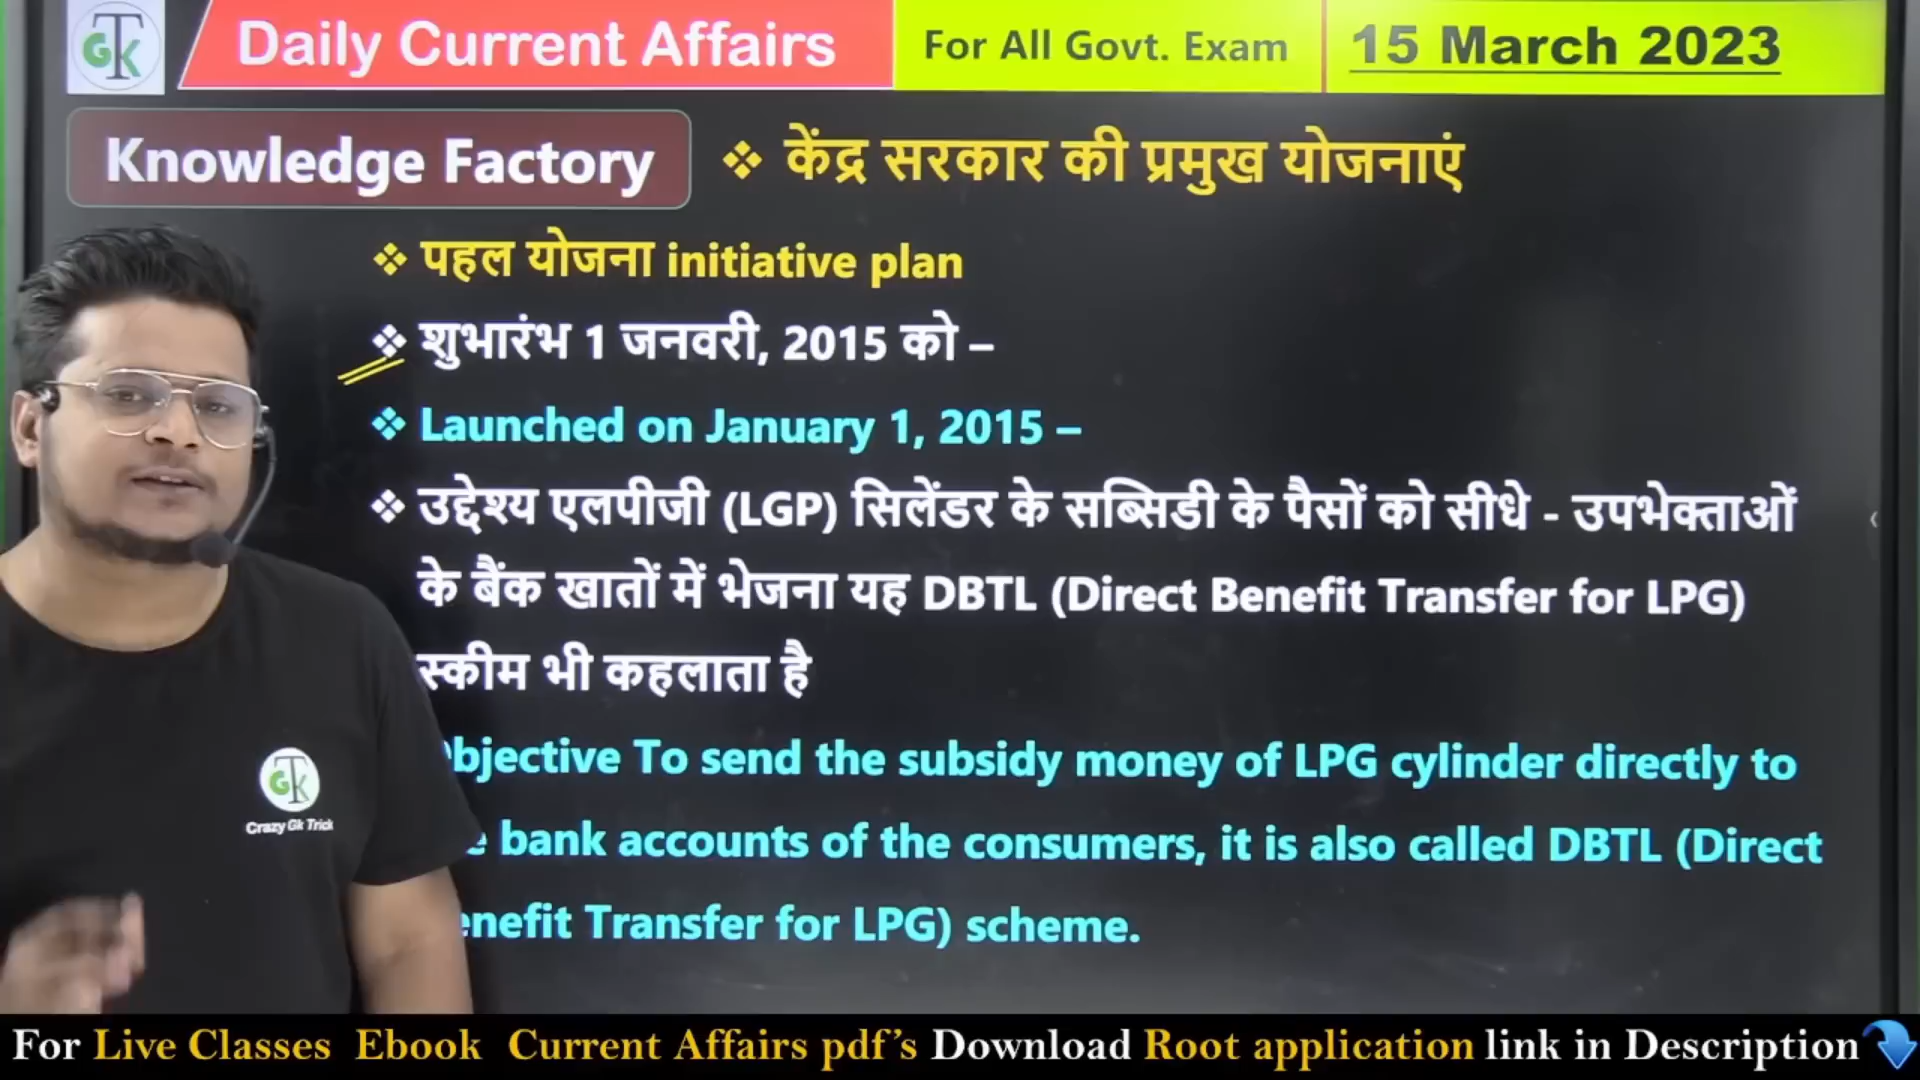 GTK
Daily Current Affairs
For All Govt. Exam
15 March 2023
Knowledge Factory
❖ केंद्र सरकार की प्रमुख योजनाएं
❖ पहल योजना initiative plan
❖ शुभारंभ 1 जनवरी, 2015 को –
❖ Launched on January 1, 2015 –
❖ उद्देश्य एलपीजी (LGP) सिलेंडर के सब्सिडी के पैसों को सीधे - उपभेक्ताओं
के बैंक खातों में भेजना यह DBTL (Direct Benefit Transfer for LPG)
स्कीम भी कहलाता है
bjective To send the subsidy money of LPG cylinder directly to
e bank accounts of the consumers, it is also called DBTL (Direct
enefit Transfer for LPG) scheme.
GTK
Crazy Gk Trick
For Live Classes Ebook Current Affairs pdf’s Download Root application link in Description